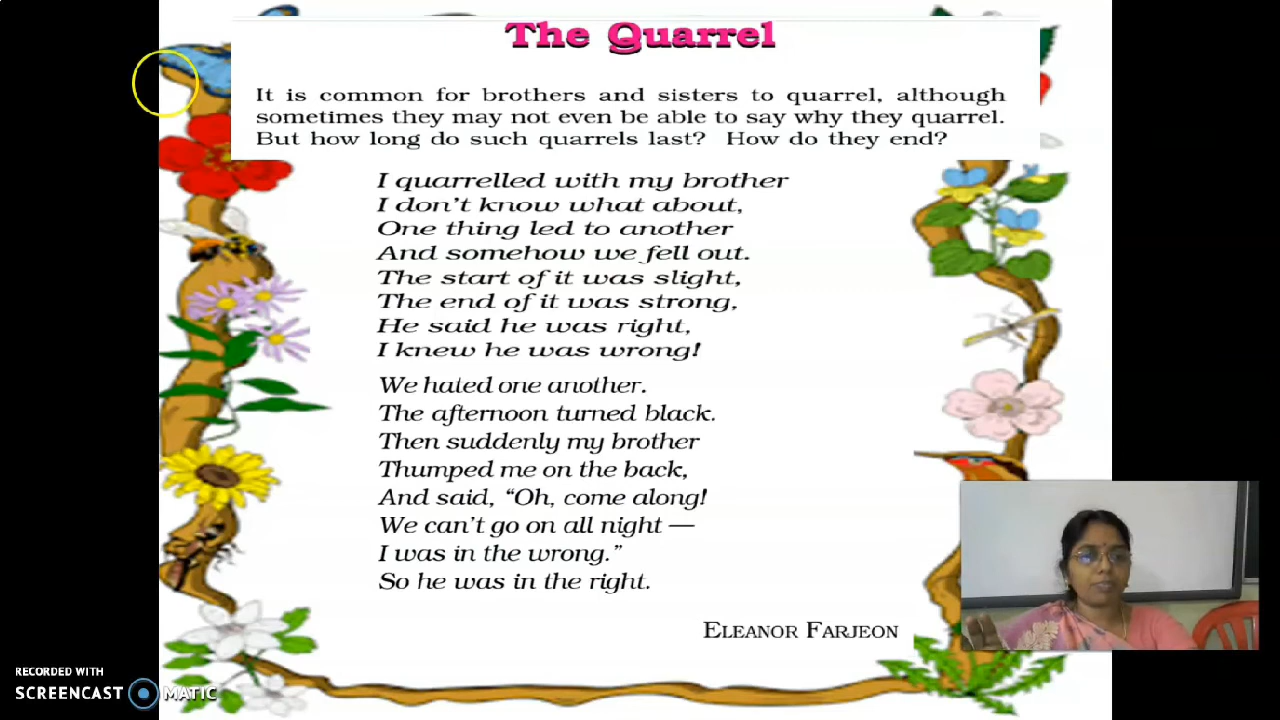 The Quarrel
It is common for brothers and sisters to quarrel, although
sometimes they may not even be able to say why they quarrel.
But how long do such quarrels last? How do they end?
I quarrelled with my brother
I don't know what about,
One thing led to another
And somehow we fell out.
The start of it was slight,
The end of it was strong,
He said he was right,
I knew he was wrong!
We hated one another.
The afternoon turned black.
Then suddenly my brother
Thumped me on the back,
And said, "Oh, come along!
We can't go on all night —
I was in the wrong."
So he was in the right.
ELEANOR FARJEON
RECORDED WITH
SCREENCAST MATIC